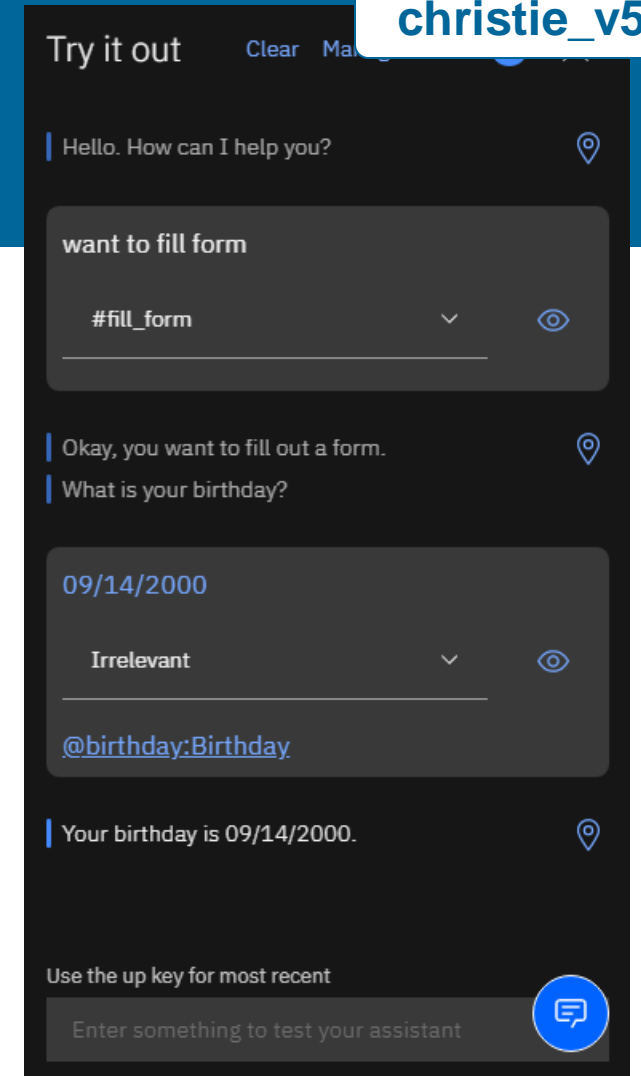 christie_v5
Try it out Clear
Hello. How can I help you?
want to fill form
#fill_form
Okay, you want to fill out a form.
What is your birthday?
09/14/2000
Irrelevant
@birthday:Birthday
Your birthday is 09/14/2000.
Use the up key for most recent
Enter something to test your assistant